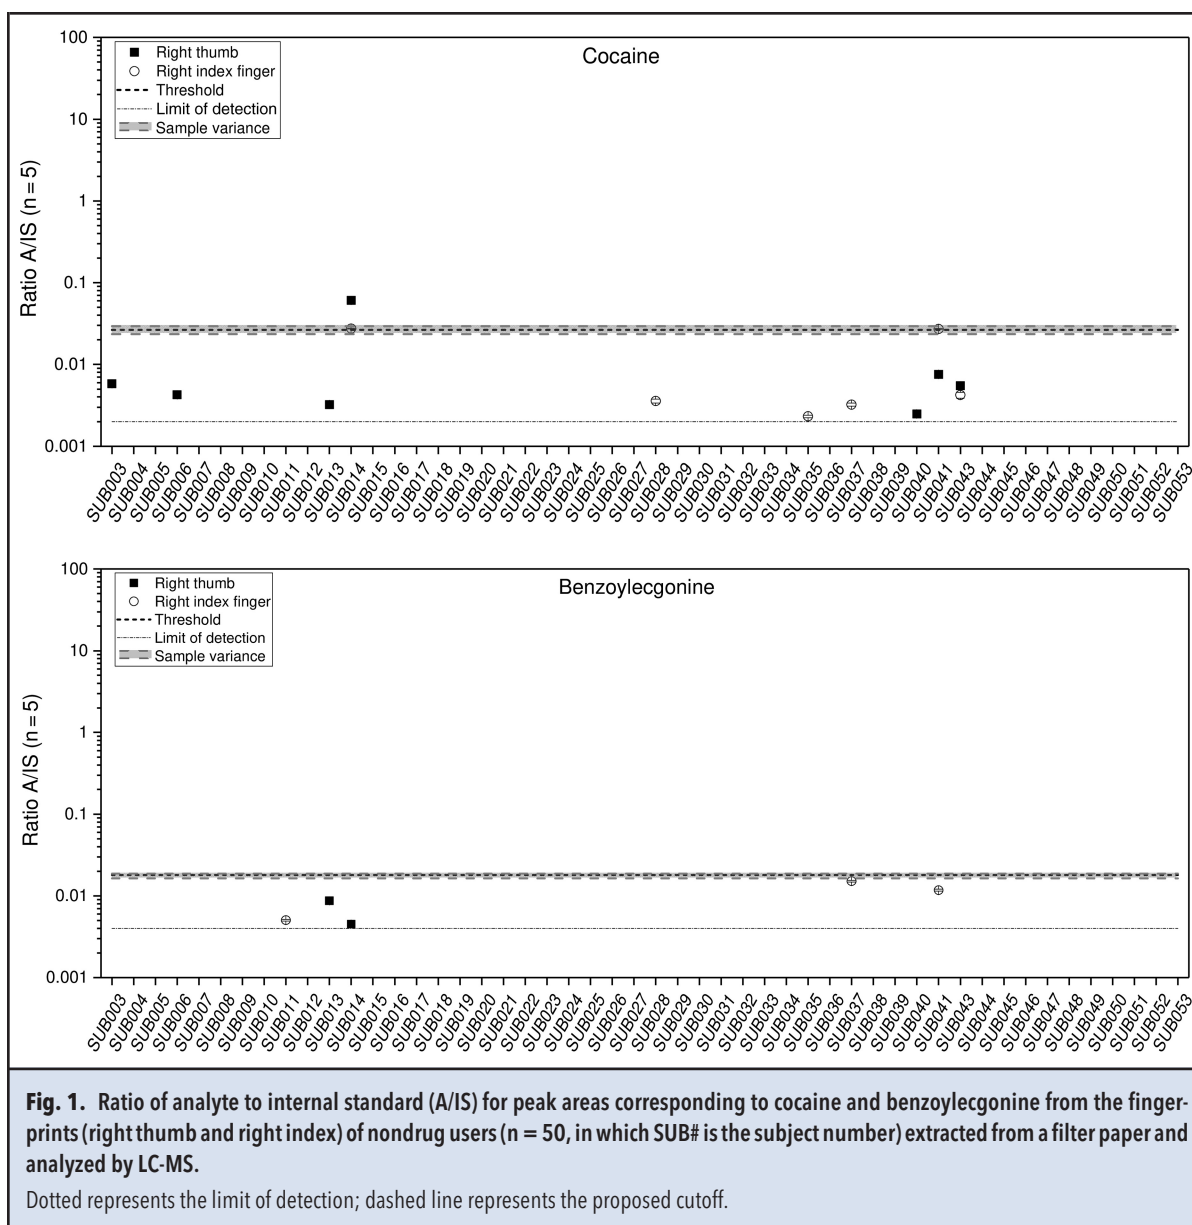 Cocaine
Right thumb
Right index finger
Threshold
Limit of detection
Sample variance
Ratio A/IS (n = 5)
100
10
1
0.1
0.01
0.001
SUB003
SUB004
SUB005
SUB006
SUB007
SUB008
SUB009
SUB010
SUB011
SUB012
SUB013
SUB014
SUB015
SUB016
SUB017
SUB018
SUB019
SUB020
SUB021
SUB022
SUB023
SUB024
SUB025
SUB026
SUB027
SUB028
SUB029
SUB030
SUB031
SUB032
SUB033
SUB034
SUB035
SUB036
SUB037
SUB038
SUB039
SUB040
SUB041
SUB043
SUB044
SUB045
SUB046
SUB047
SUB048
SUB049
SUB050
SUB051
SUB052
SUB053
Benzoylecgonine
Right thumb
Right index finger
Threshold
Limit of detection
Sample variance
Ratio A/IS (n = 5)
100
10
1
0.1
0.01
0.001
SUB003
SUB004
SUB005
SUB006
SUB007
SUB008
SUB009
SUB010
SUB011
SUB012
SUB013
SUB014
SUB015
SUB016
SUB017
SUB018
SUB019
SUB020
SUB021
SUB022
SUB023
SUB024
SUB025
SUB026
SUB027
SUB028
SUB029
SUB030
SUB031
SUB032
SUB033
SUB034
SUB035
SUB036
SUB037
SUB038
SUB039
SUB040
SUB041
SUB043
SUB044
SUB045
SUB046
SUB047
SUB048
SUB049
SUB050
SUB051
SUB052
SUB053
Fig. 1. Ratio of analyte to internal standard (A/IS) for peak areas corresponding to cocaine and benzoylecgonine from the finger-
prints (right thumb and right index) of nondrug users (n = 50, in which SUB# is the subject number) extracted from a filter paper and
analyzed by LC-MS.
Dotted represents the limit of detection; dashed line represents the proposed cutoff.